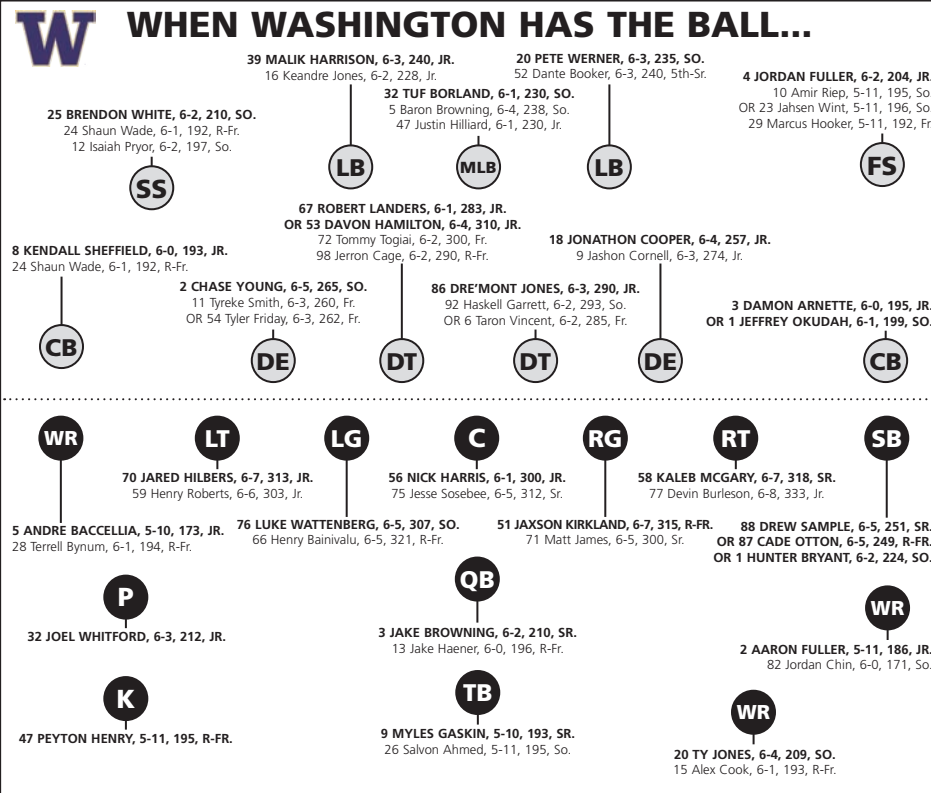 W
WHEN WASHINGTON HAS THE BALL...
39 MALIK HARRISON, 6-3, 240, JR.
16 Keandre Jones, 6-2, 228, Jr.
20 PETE WERNER, 6-3, 235, SO.
52 Dante Booker, 6-3, 240, 5th-Sr.
32 TUF BORLAND, 6-1, 230, SO.
5 Baron Browning, 6-4, 238, So.
47 Justin Hilliard, 6-1, 230, Jr.
4 JORDAN FULLER, 6-2, 204, JR.
10 Amir Riep, 5-11, 195, So.
OR 23 Jahsen Wint, 5-11, 196, So.
29 Marcus Hooker, 5-11, 192, Fr.
25 BRENDON WHITE, 6-2, 210, SO.
24 Shaun Wade, 6-1, 192, R-Fr.
12 Isaiah Pryor, 6-2, 197, So.
SS
LB
MLB
LB
FS
67 ROBERT LANDERS, 6-1, 283, JR.
OR 53 DAVON HAMILTON, 6-4, 310, JR.
72 Tommy Togiai, 6-2, 300, Fr.
98 Jerron Cage, 6-2, 290, R-Fr.
18 JONATHON COOPER, 6-4, 257, JR.
9 Jashon Cornell, 6-3, 274, Jr.
8 KENDALL SHEFFIELD, 6-0, 193, JR.
24 Shaun Wade, 6-1, 192, R-Fr.
2 CHASE YOUNG, 6-5, 265, SO.
11 Tyreke Smith, 6-3, 260, Fr.
OR 54 Tyler Friday, 6-3, 262, Fr.
86 DRE'MONT JONES, 6-3, 290, JR.
92 Haskell Garrett, 6-2, 293, So.
OR 6 Taron Vincent, 6-2, 285, Fr.
3 DAMON ARNETTE, 6-0, 195, JR.
OR 1 JEFFREY OKUDAH, 6-1, 199, SO.
CB
DE
DT
DT
DE
CB
WR
LT
LG
C
RG
RT
SB
70 JARED HILBERS, 6-7, 313, JR.
59 Henry Roberts, 6-6, 303, Jr.
56 NICK HARRIS, 6-1, 300, JR.
75 Jesse Sosebee, 6-5, 312, Sr.
58 KALEB MCGARY, 6-7, 318, SR.
77 Devin Burleson, 6-8, 333, Jr.
5 ANDRE BACCELLIA, 5-10, 173, JR.
28 Terrell Bynum, 6-1, 194, R-Fr.
76 LUKE WATTENBERG, 6-5, 307, SO.
66 Henry Bainivalu, 6-5, 321, R-Fr.
51 JAXSON KIRKLAND, 6-7, 315, R-FR.
71 Matt James, 6-5, 300, Sr.
88 DREW SAMPLE, 6-5, 251, SR.
OR 87 CADE OTTON, 6-5, 249, R-FR.
OR 1 HUNTER BRYANT, 6-2, 224, SO.
P
32 JOEL WHITFORD, 6-3, 212, JR.
QB
3 JAKE BROWNING, 6-2, 210, SR.
13 Jake Haener, 6-0, 196, R-Fr.
WR
2 AARON FULLER, 5-11, 186, JR.
82 Jordan Chin, 6-0, 171, So.
K
47 PEYTON HENRY, 5-11, 195, R-FR.
TB
9 MYLES GASKIN, 5-10, 193, SR.
26 Salvon Ahmed, 5-11, 195, So.
WR
20 TY JONES, 6-4, 209, SO.
15 Alex Cook, 6-1, 193, R-Fr.